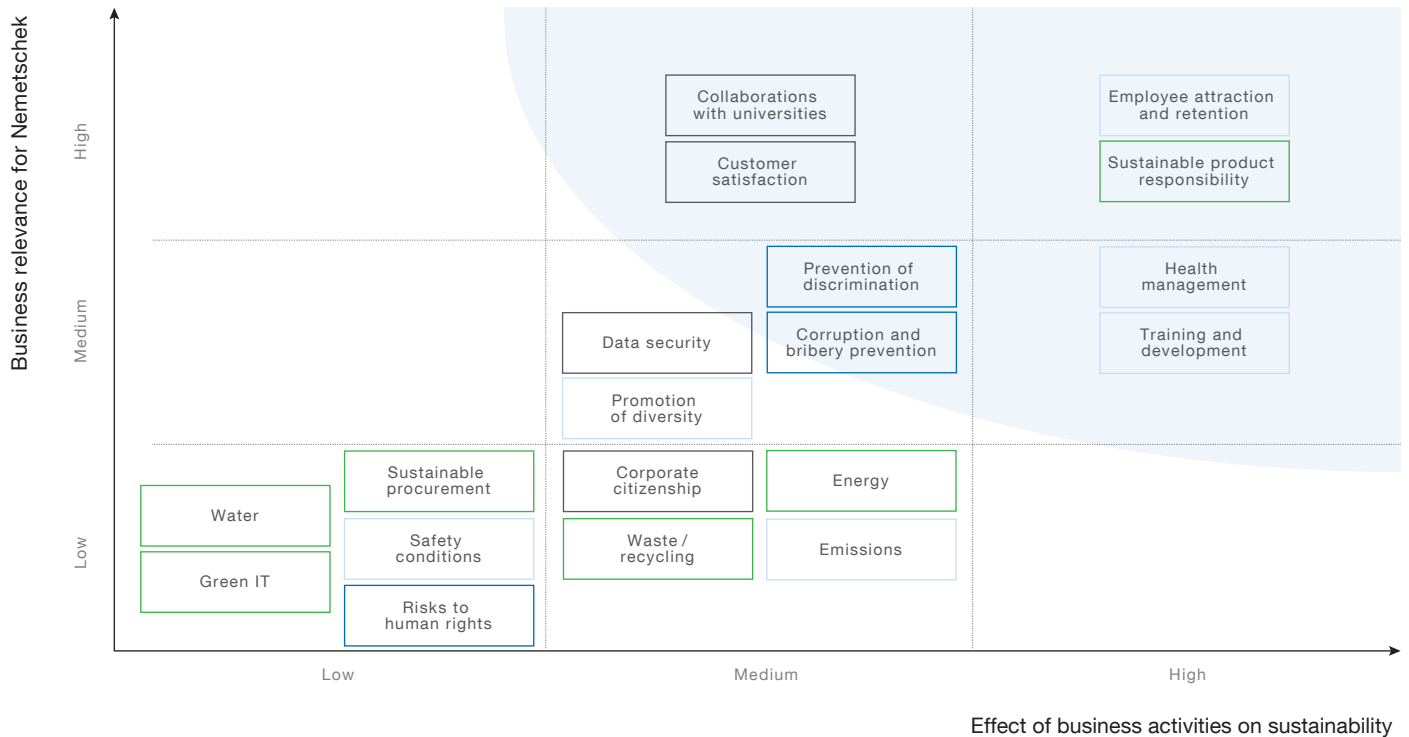 Business relevance for Nemetschek
High
Medium
Low
Collaborations
with universities
Customer
satisfaction
Employee attraction
and retention
Sustainable product
responsibility
Prevention of
discrimination
Corruption and
bribery prevention
Data security
Promotion
of diversity
Health
management
Training and
development
Water
Green IT
Sustainable
procurement
Safety
conditions
Risks to
human rights
Corporate
citizenship
Waste /
recycling
Energy
Emissions
Low
Medium
High
Effect of business activities on sustainability